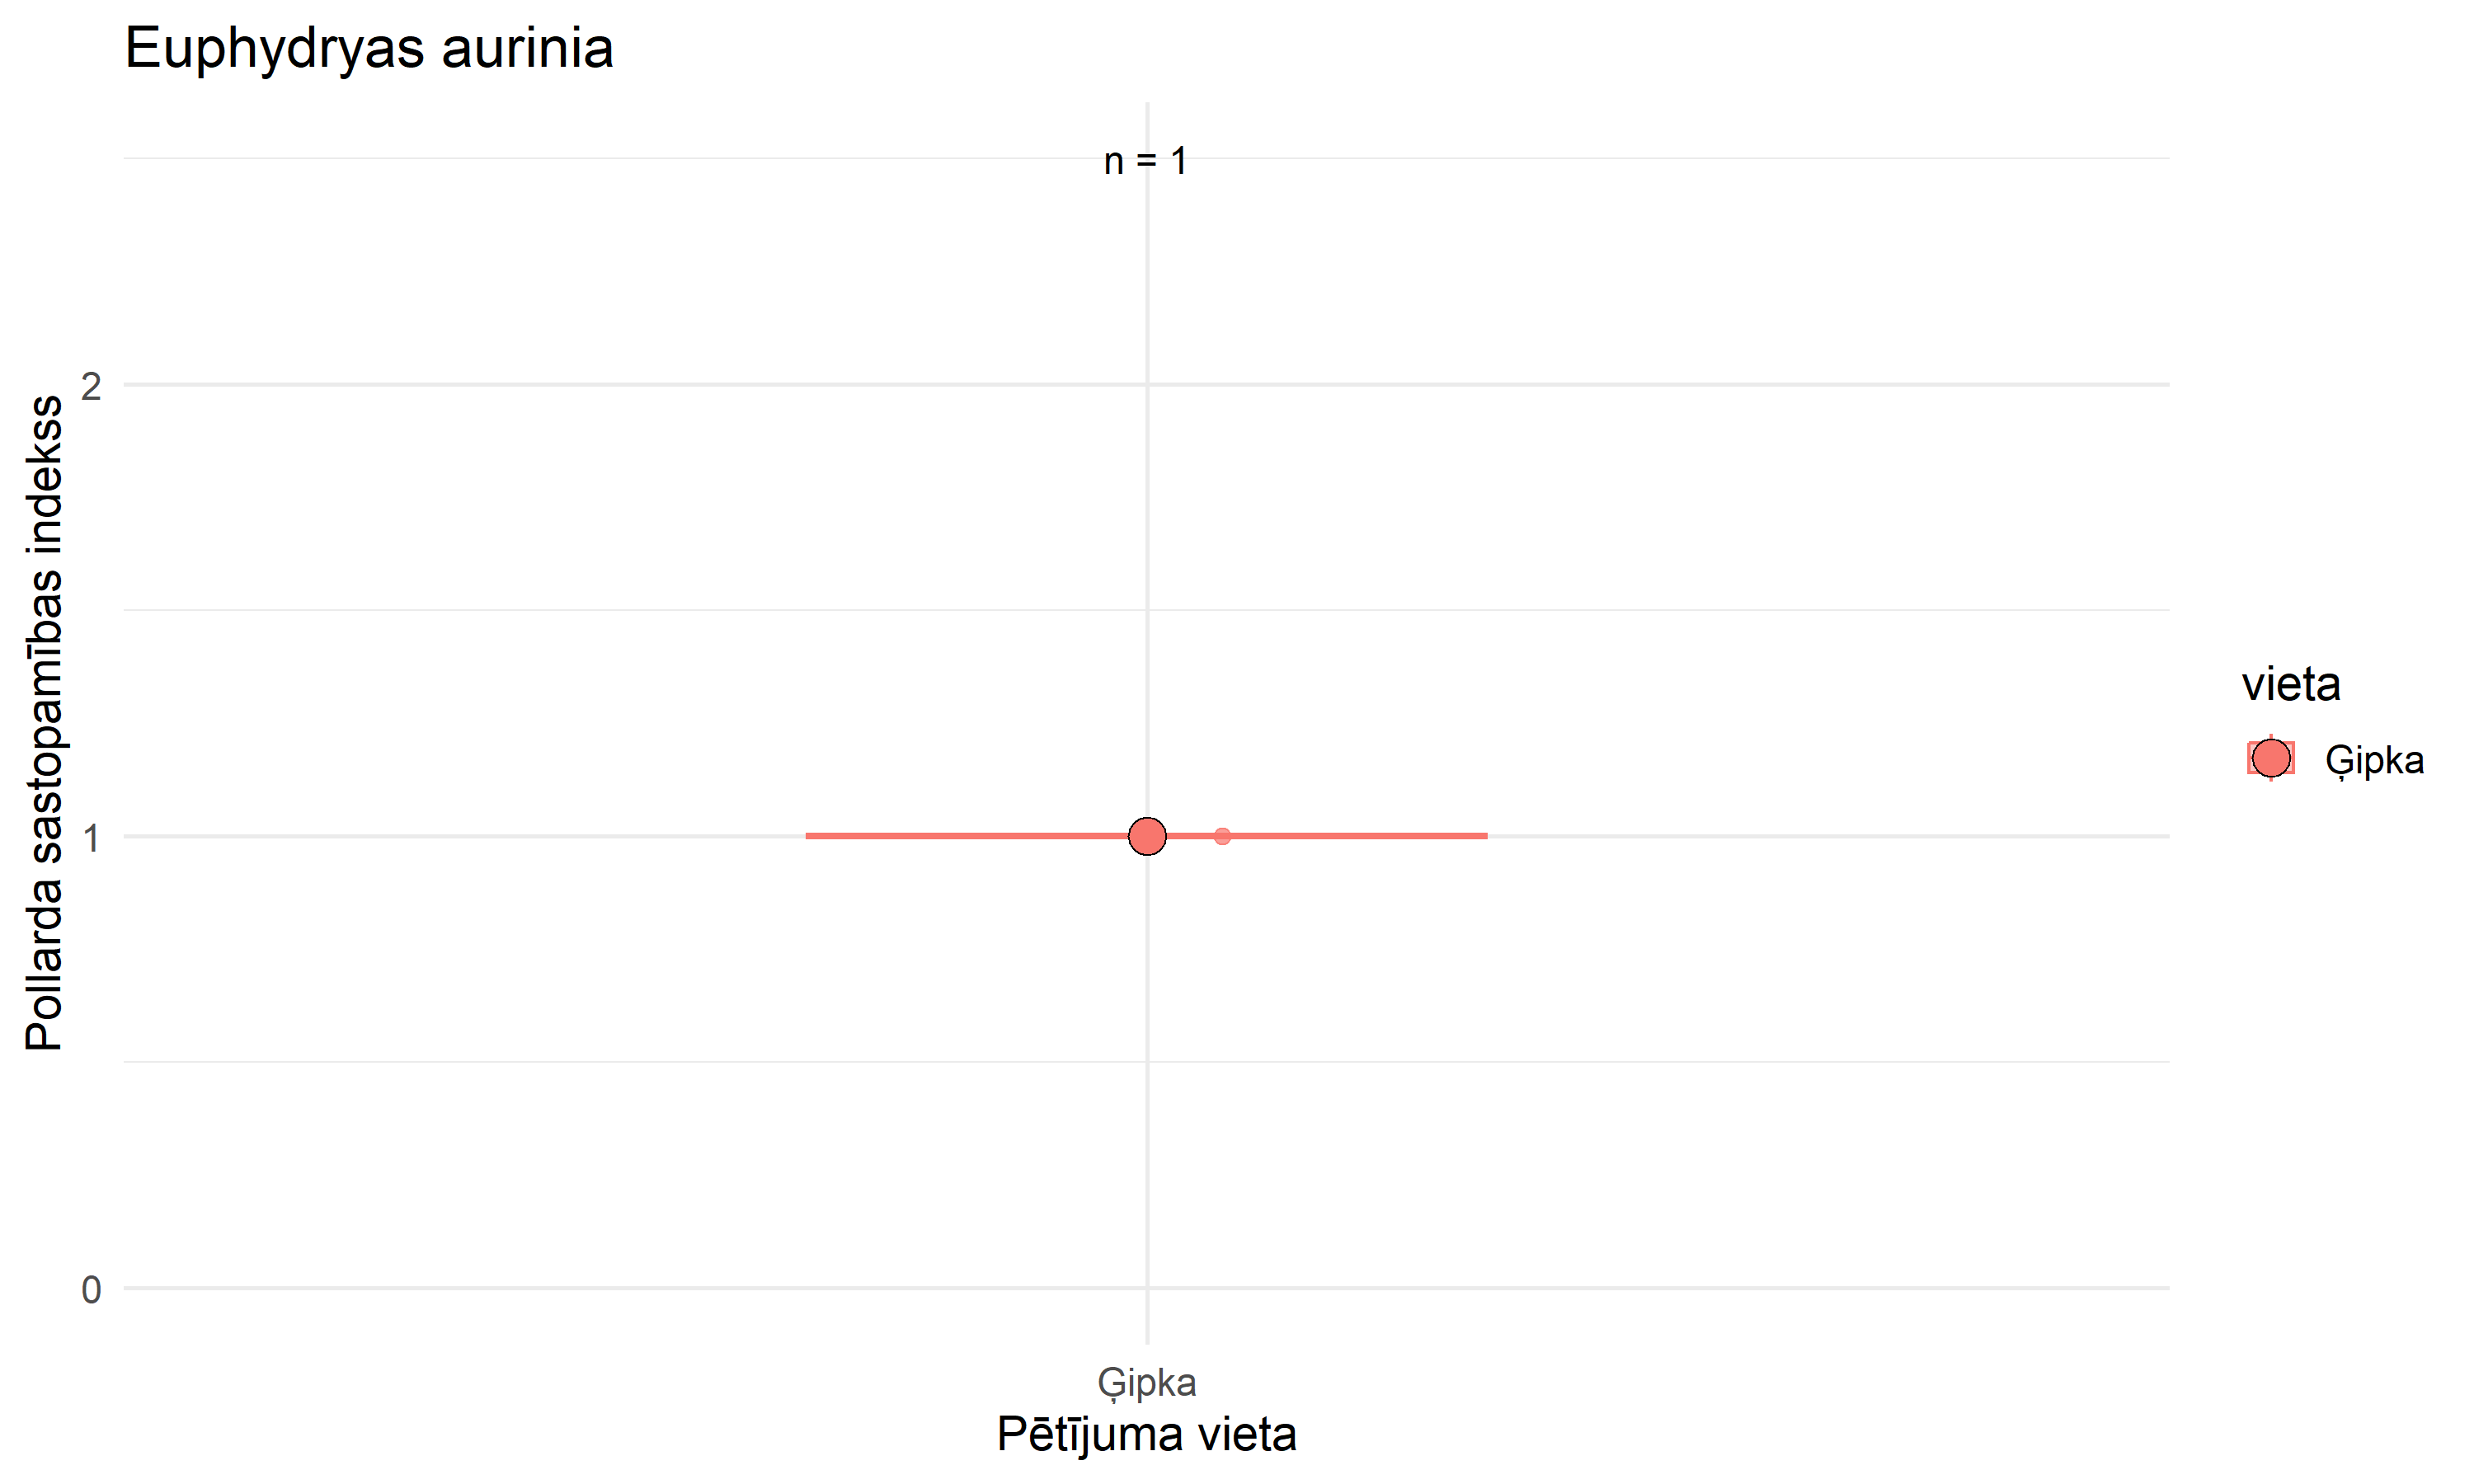 Euphydryas aurinia
n = 1
Pollarda sastopamības indekss
2
1
0
Ģipka
Pētījuma vieta
vieta
Ģipka